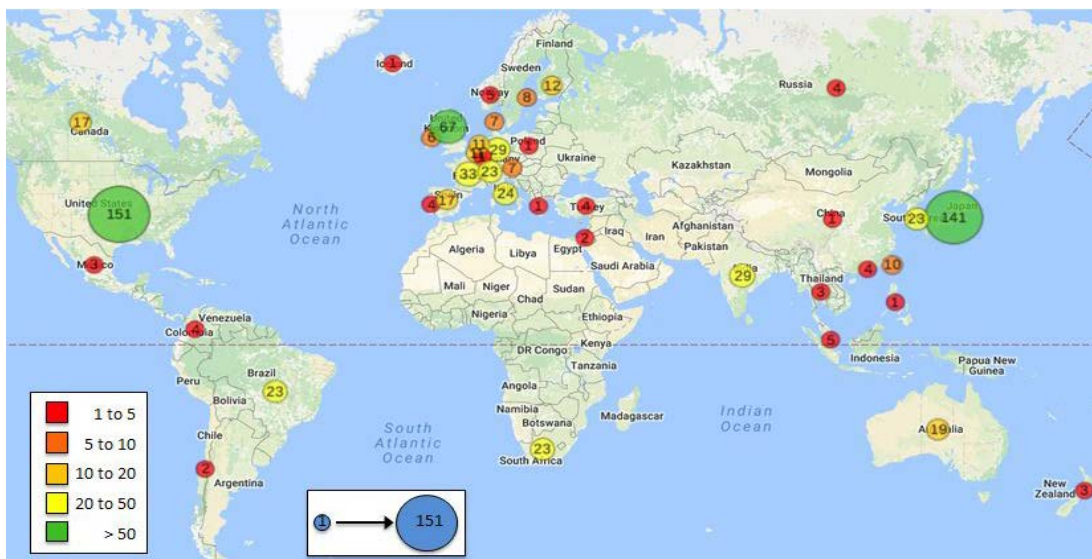 Finland
1
Iceland
Sweden
Norway
5
8
12
Russia
4
17
Canada
7
67
6
11
29
Poland
1
Ukraine
Kazakhstan
Mongolia
33
23
7
24
17
4
1
4
United States
151
North
Atlantic
Ocean
China
1
South
23
Japan
141
Algeria
Libya
Egypt
2
Iraq
Iran
Afghanistan
Pakistan
Saudi Arabia
Mexico
3
Mali
Niger
Chad
Sudan
29
Thailand
3
4
10
1
Venezuela
Colombia
4
Nigeria
Ethiopia
5
DR Congo
Kenya
Tanzania
Indonesia
Papua New
Guinea
Brazil
23
Peru
Bolivia
Angola
Namibia
Botswana
Madagascar
Indian
Ocean
Chile
2
Argentina
South
Atlantic
Ocean
23
South Africa
19
Australia
New
Zealand
3
1 to 5
5 to 10
10 to 20
20 to 50
> 50
1
151